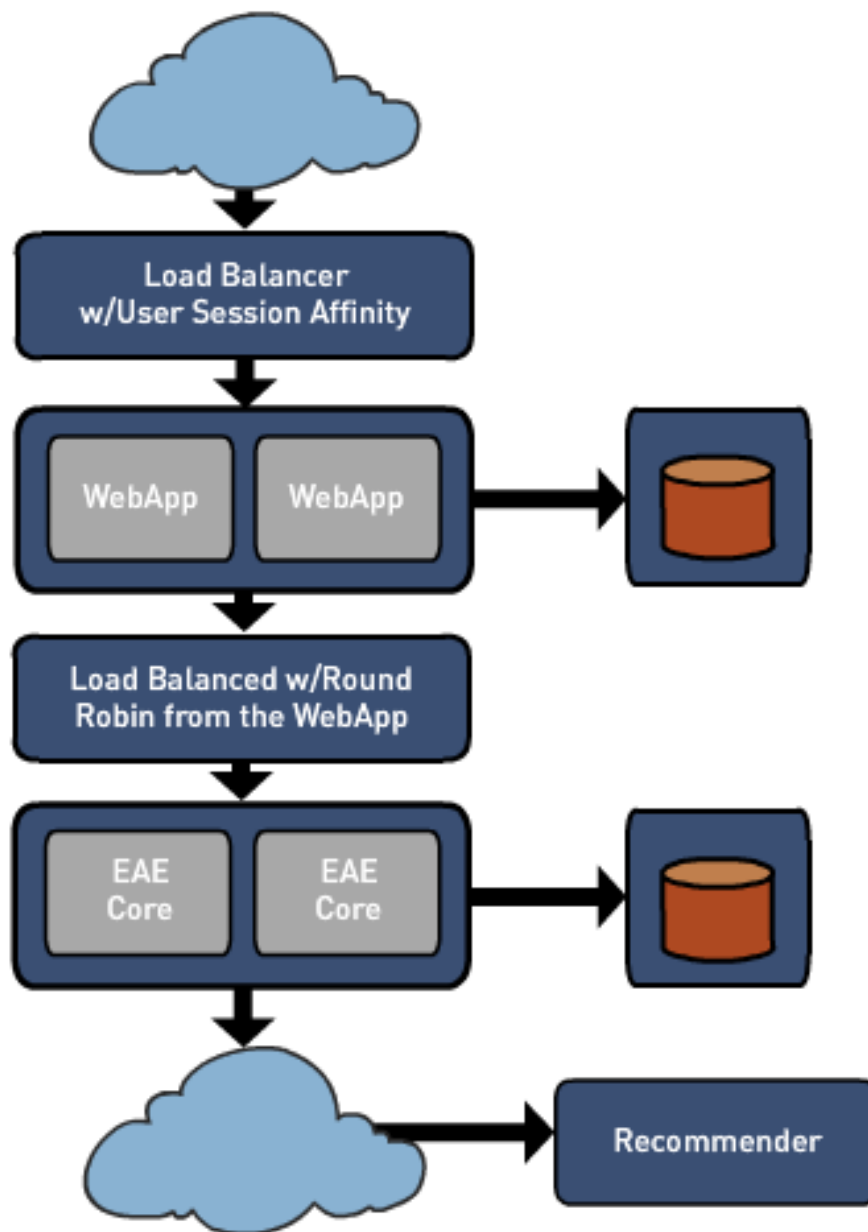 Load Balancer
w/User Session Affinity
WebApp WebApp
Load Balanced w/Round
Robin from the WebApp
EAE EAE
Core Core
Recommender